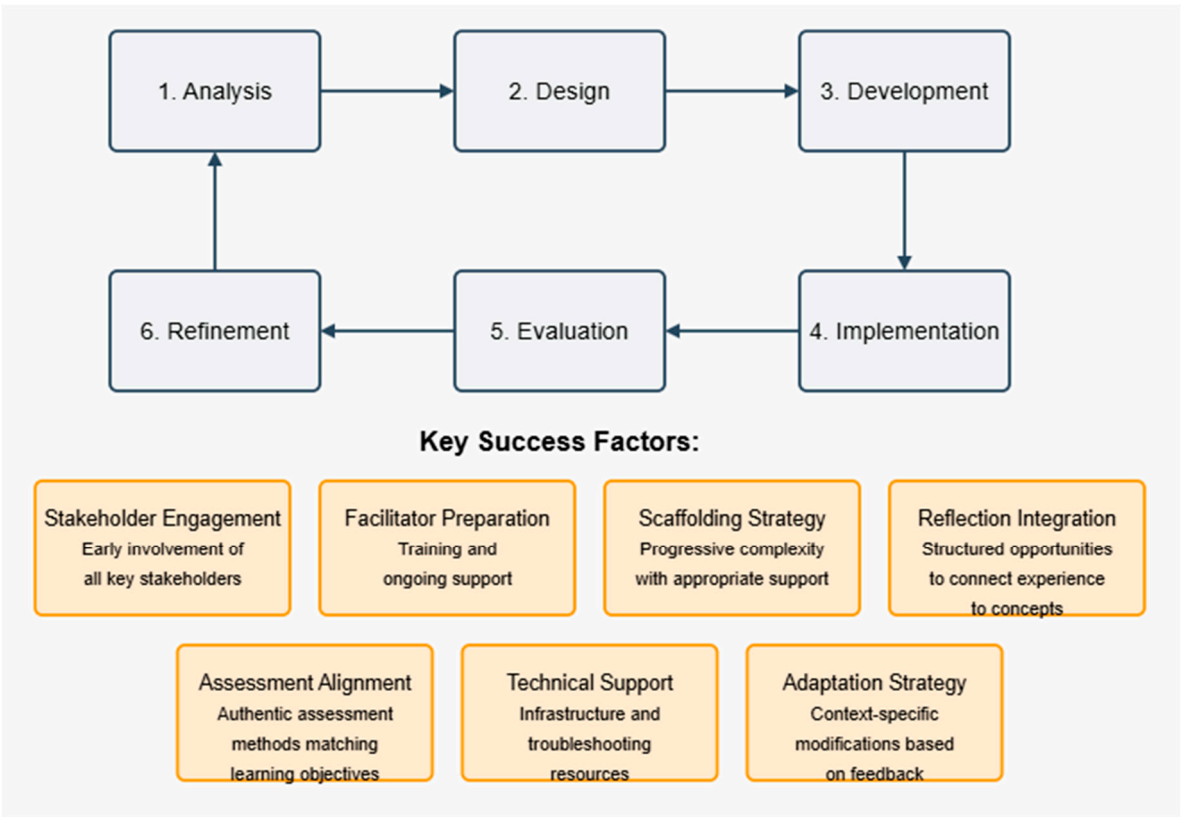 1. Analysis
2. Design
3. Development
6. Refinement
5. Evaluation
4. Implementation
Key Success Factors:
Stakeholder Engagement
Early involvement of
all key stakeholders
Facilitator Preparation
Training and
ongoing support
Scaffolding Strategy
Progressive complexity
with appropriate support
Reflection Integration
Structured opportunities
to connect experience
to concepts
Assessment Alignment
Authentic assessment
methods matching
learning objectives
Technical Support
Infrastructure and
troubleshooting
resources
Adaptation Strategy
Context-specific
modifications based
on feedback